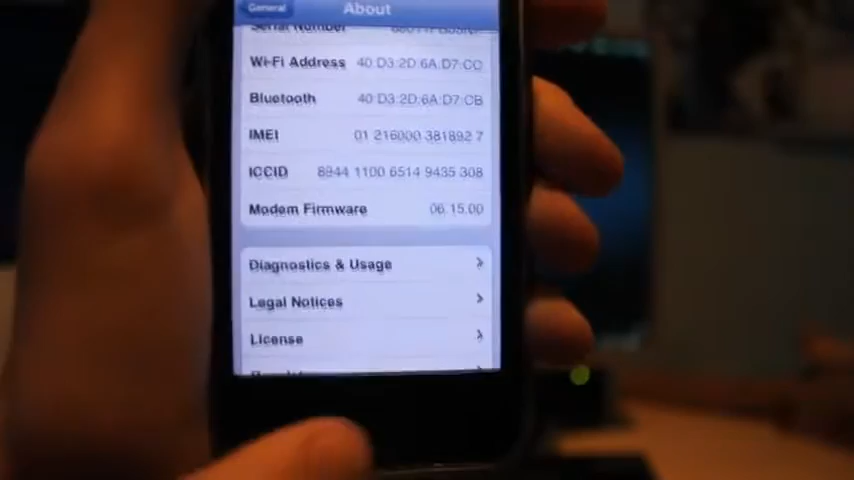 General
About
Serial Number
Wi-Fi Address 40:D3:2D:6A:D7:CC
Bluetooth 40:D3:2D:6A:D7:CB
IMEI 01 216000 381892 7
ICCID 8944 1100 6514 9435 308
Modem Firmware 06.15.00
Diagnostics & Usage
Legal Notices
License